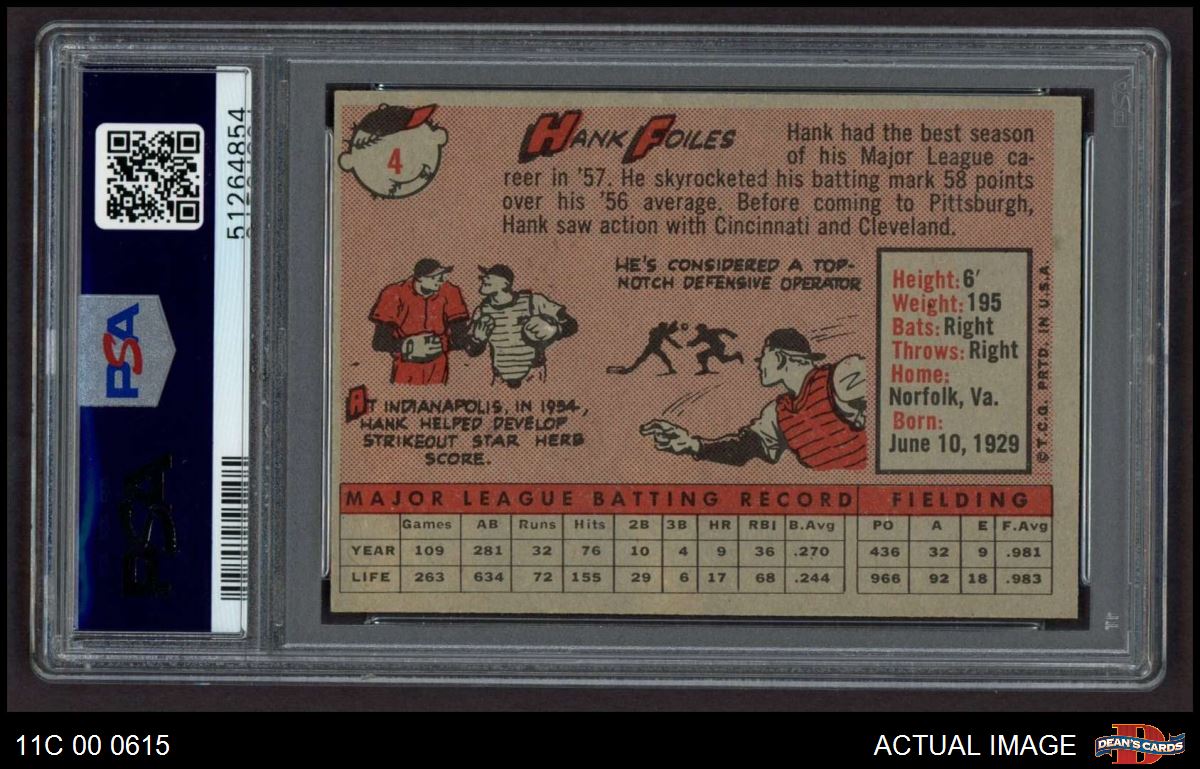 51264854
PSA
PSA
4
HANK FOILES
Hank had the best season
of his Major League ca-
reer in '57. He skyrocketed his batting mark 58 points
over his '56 average. Before coming to Pittsburgh,
Hank saw action with Cincinnati and Cleveland.
HE'S CONSIDERED A TOP-
NOTCH DEFENSIVE OPERATOR
AT INDIANAPOLIS, IN 1954,
HANK HELPED DEVELOP
STRIKEOUT STAR HERB
SCORE.
Height: 6'
Weight: 195
Bats: Right
Throws: Right
Home:
Norfolk, Va.
Born:
June 10, 1929
© T.C.G. PRTD. IN U.S.A.
MAJOR LEAGUE BATTING RECORD FIELDING
Games AB Runs Hits 2B 3B HR RBI B.Avg PO A E F.Avg
YEAR 109 281 32 76 10 4 9 36 .270 436 32 9 .981
LIFE 263 634 72 155 29 6 17 68 .244 966 92 18 .983
11C 00 0615
ACTUAL IMAGE
DEAN'S CARDS